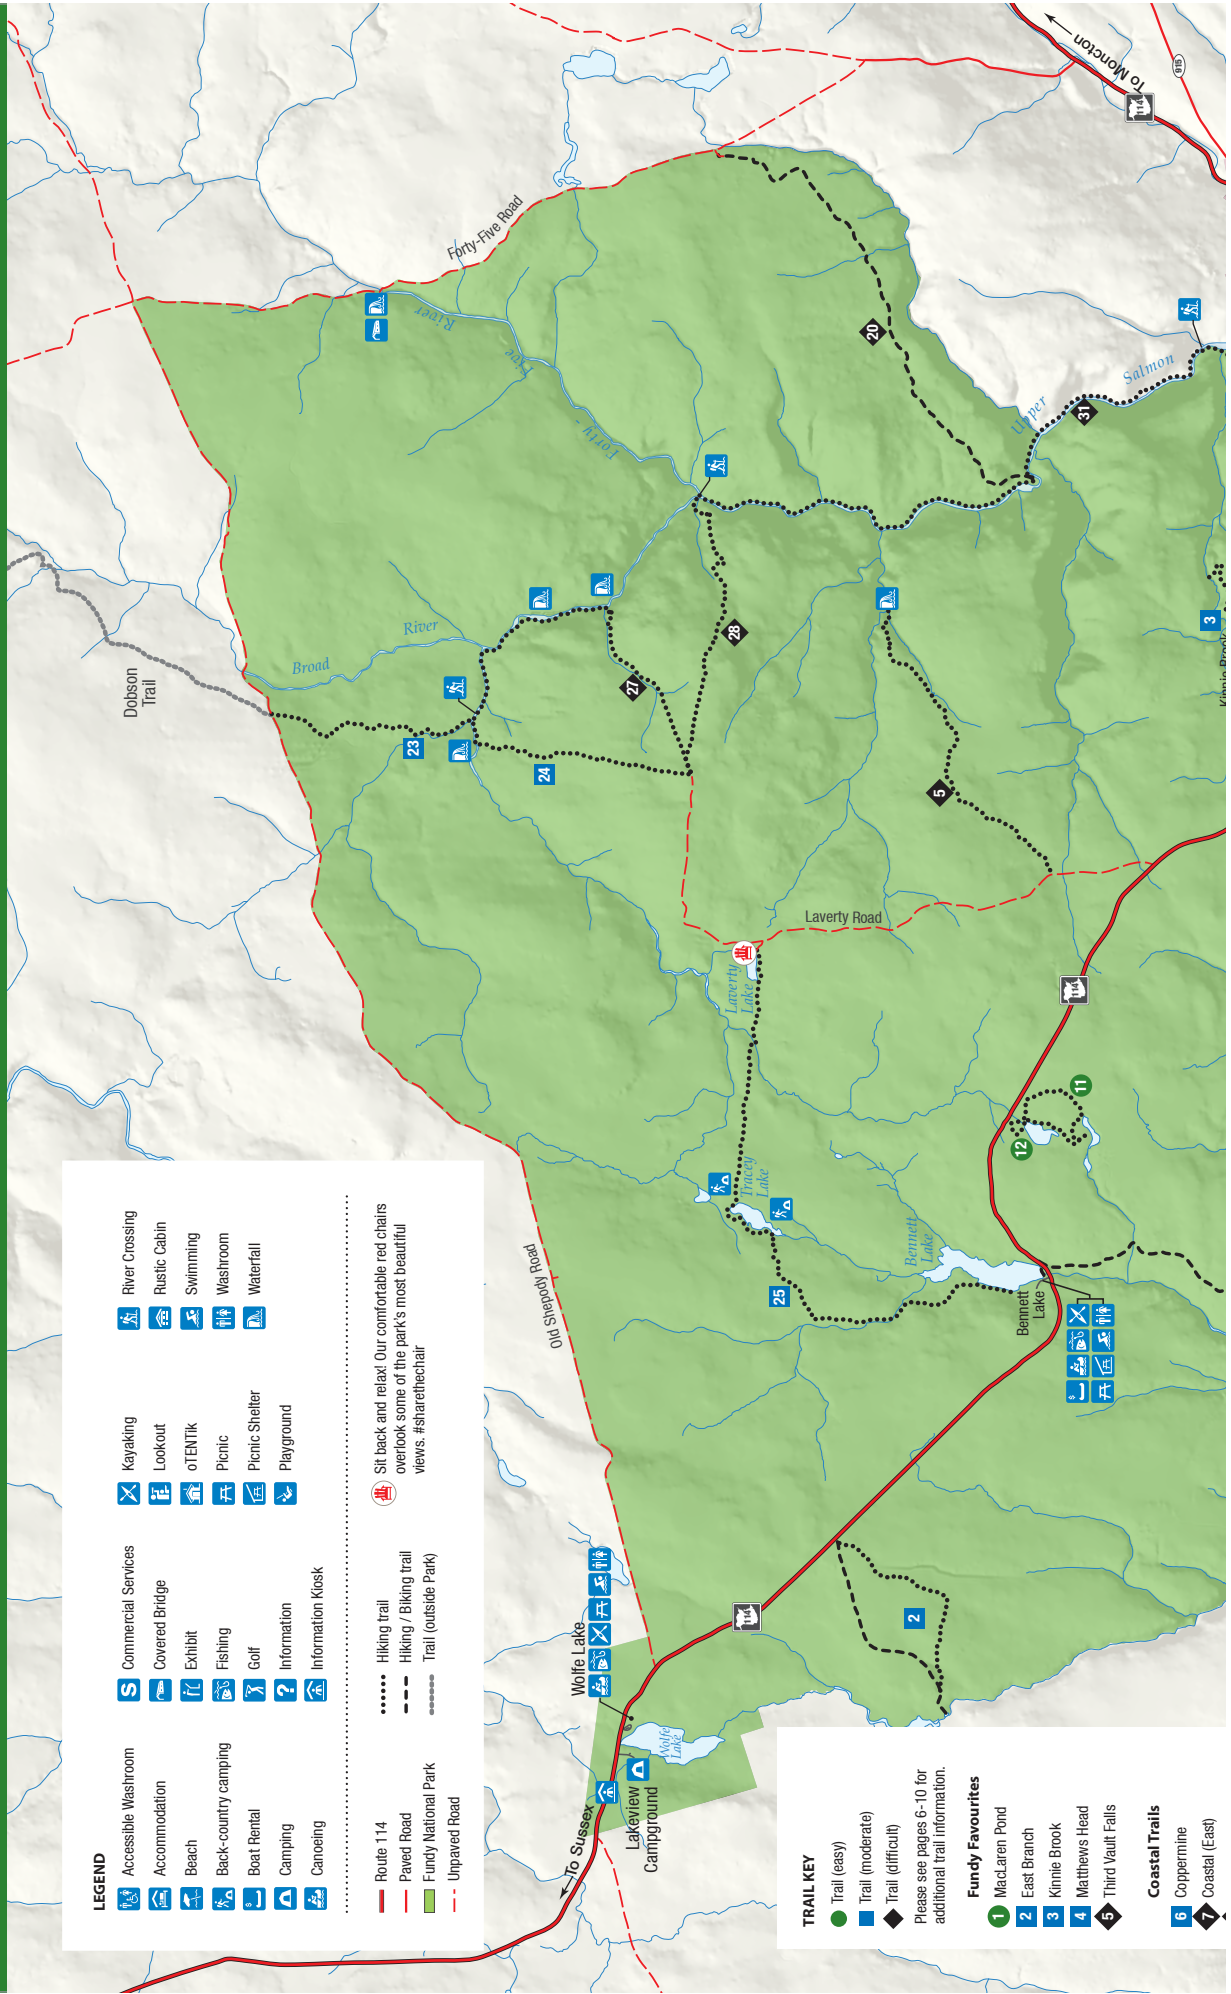 LEGEND
Accessible Washroom
Accommodation
Beach
Back-country camping
Boat Rental
Camping
Canoeing
Commercial Services
Covered Bridge
Exhibit
Fishing
Golf
Information
Information Kiosk
Kayaking
Lookout
oTENTik
Picnic
Picnic Shelter
Playground
River Crossing
Rustic Cabin
Swimming
Washroom
Waterfall
Route 114
Paved Road
Fundy National Park
Unpaved Road
Hiking trail
Hiking / Biking trail
Trail (outside Park)
Sit back and relax! Our comfortable red chairs
overlook some of the park's most beautiful
views. #sharethechair
TRAIL KEY
Trail (easy)
Trail (moderate)
Trail (difficult)
Please see pages 6-10 for
additional trail information.
Fundy Favourites
1 MacLaren Pond
2 East Branch
3 Kinnie Brook
4 Matthews Head
5 Third Vault Falls
Coastal Trails
6 Coppermine
7 Coastal (East)
To Sussex
Lakeview
Campground
Wolfe Lake
Wolfe
Lake
114
2
Old Shepody Road
Bennett
Lake
Bennett
Lake
25
Tracey
Lake
12
11
114
Laverty
Lake
Laverty Road
5
24
23
27
28
Dobson
Trail
Broad
River
Forty-Five Road
Forty-
Five
River
20
31
Upper
Salmon
3
To Moncton
114
915